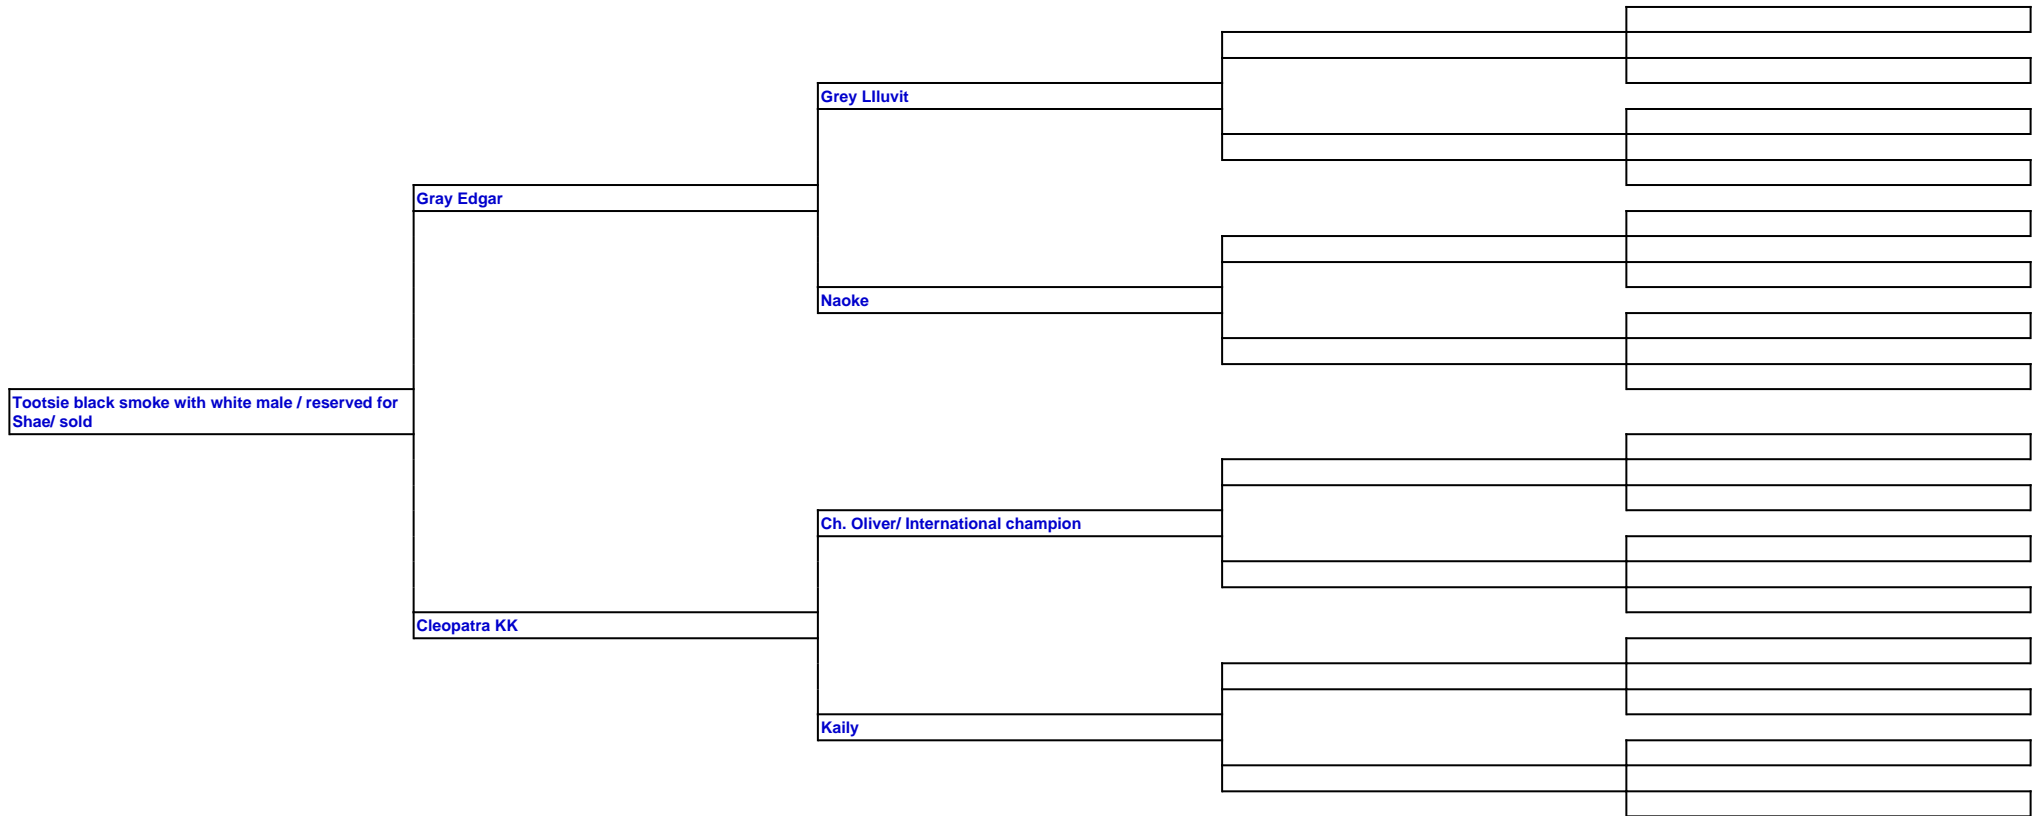 Grey LIluvit
Gray Edgar
Naoke
Tootsie black smoke with white male / reserved for
Shae/ sold
Ch. Oliver/ International champion
Cleopatra KK
Kaily